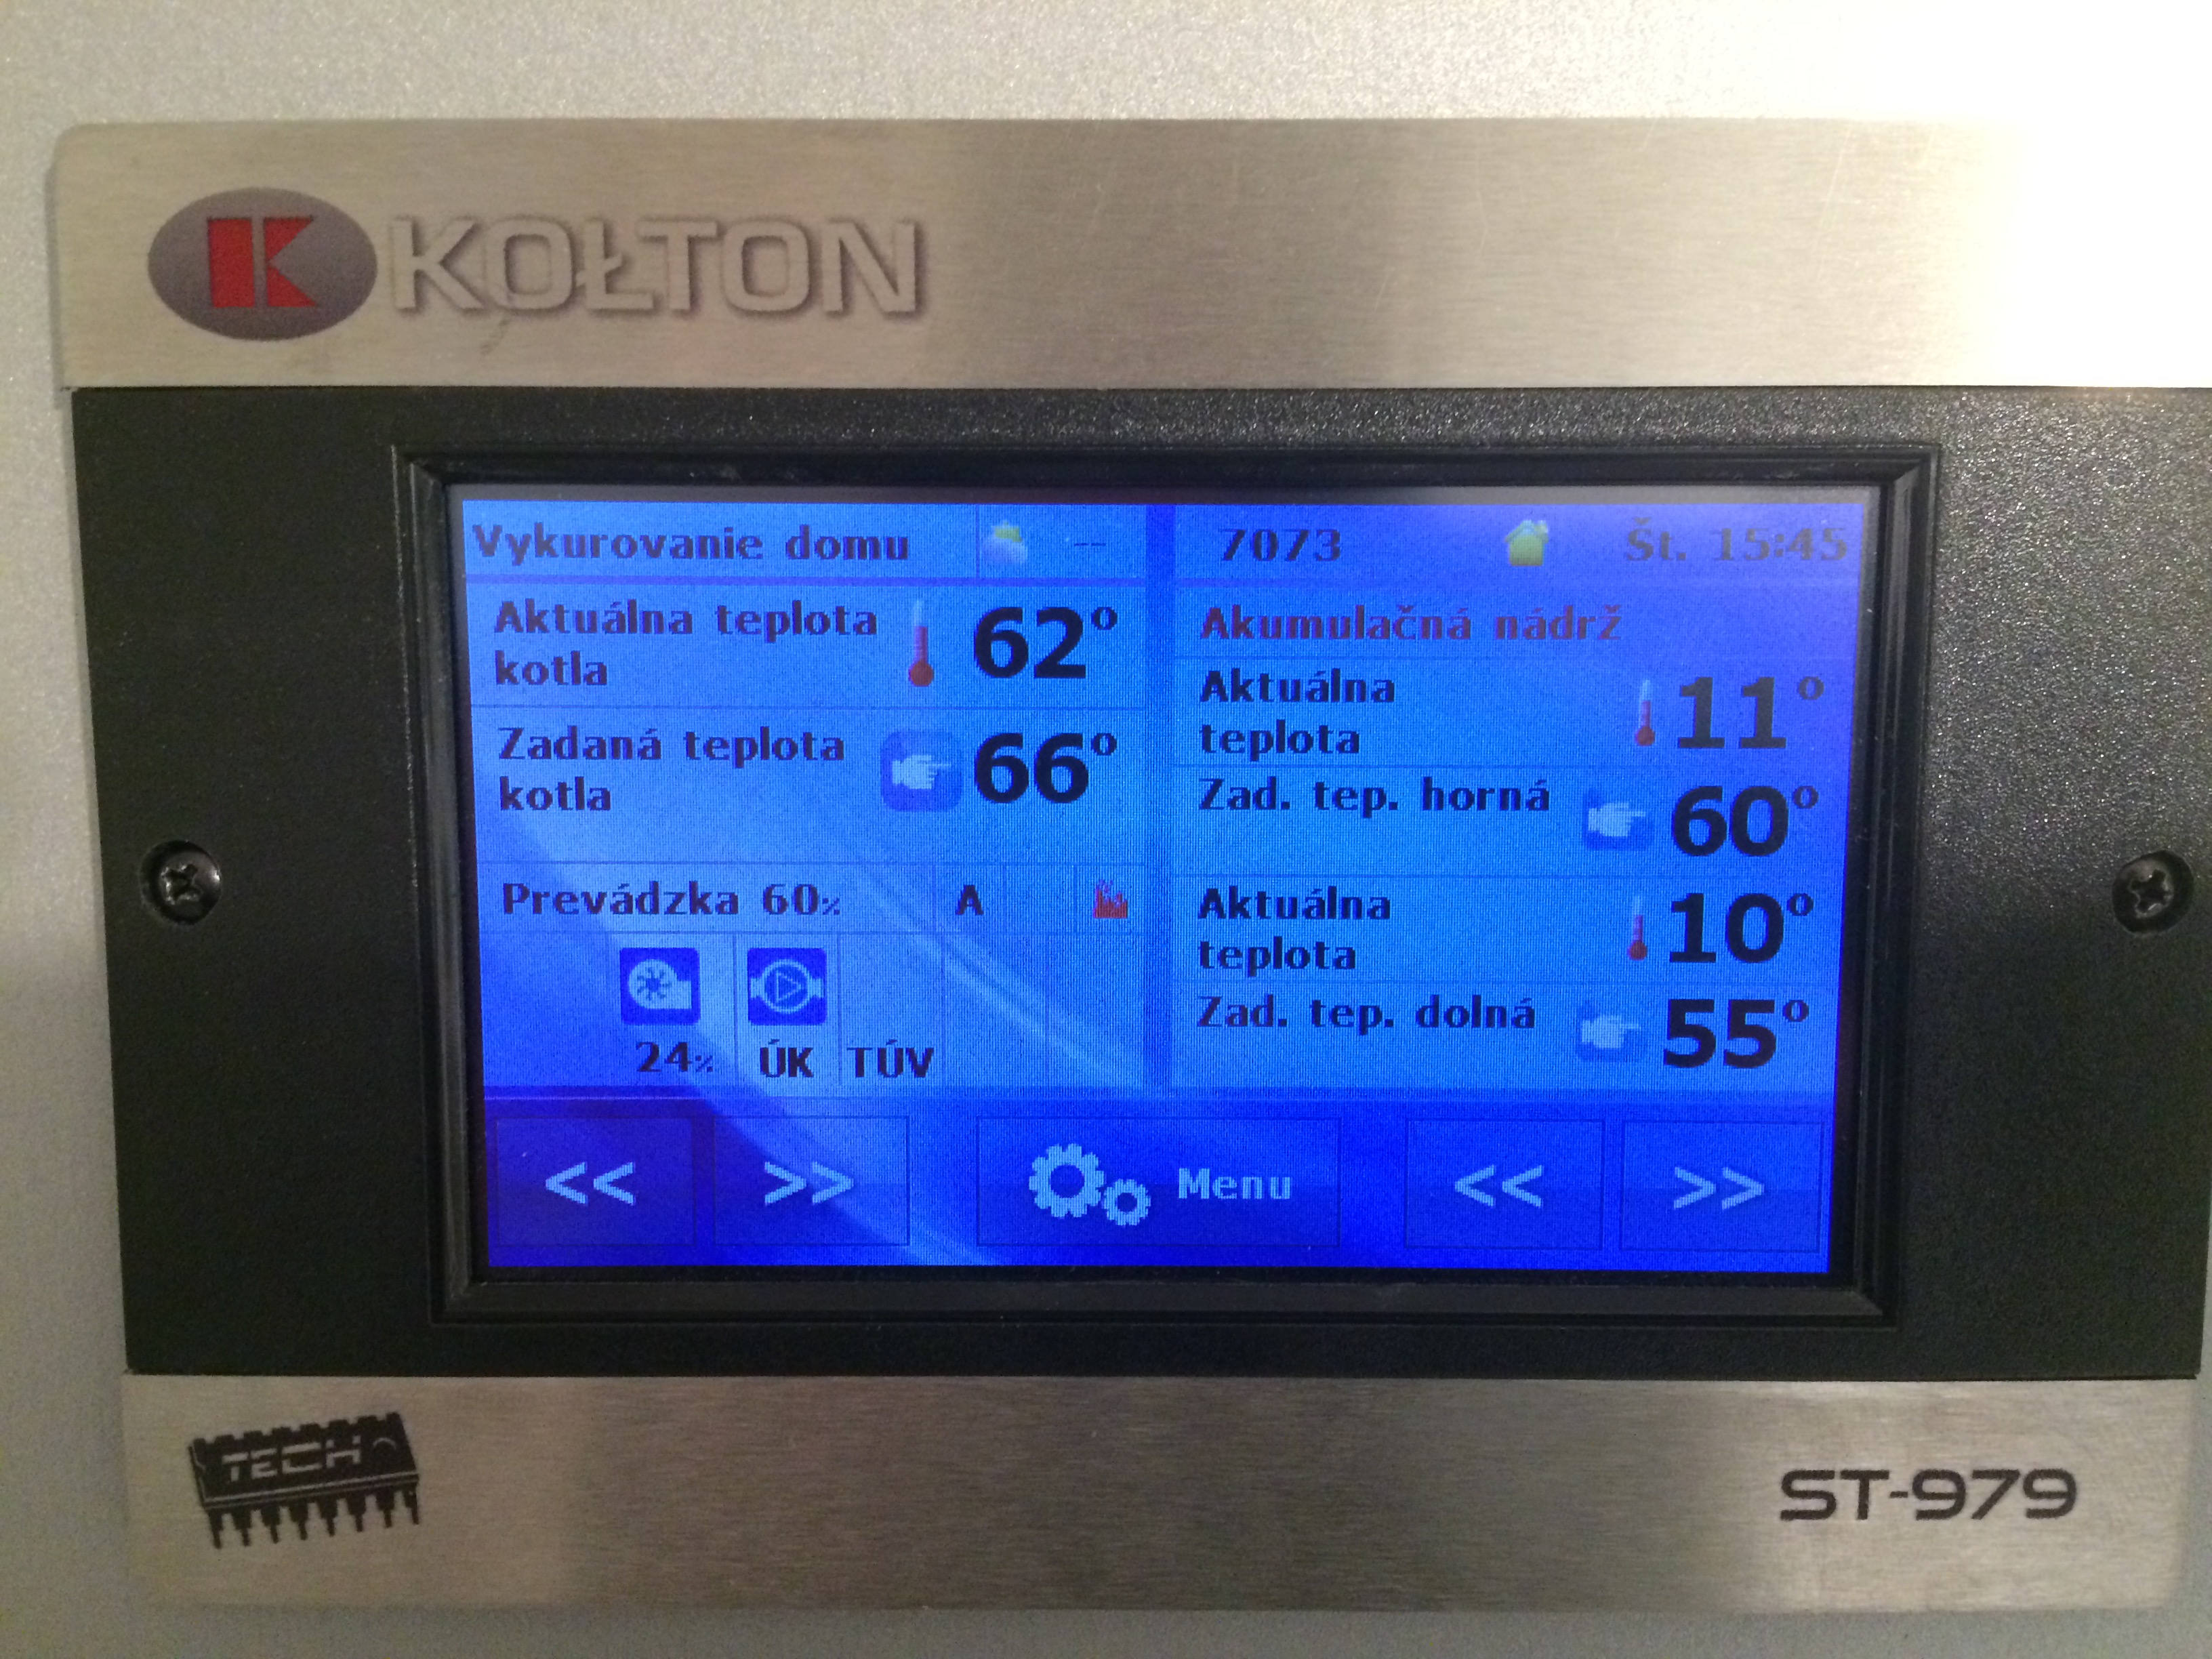 K KOŁTON
Vykurovanie domu --
Aktuálna teplota
kotla
62°
Zadaná teplota
kotla
66°
Prevádzka 60% A
24% ÚK TÚV
7073 Št. 15:45
Akumulačná nádrž
Aktuálna
teplota
11°
Zad. tep. horná 60°
Aktuálna
teplota
10°
Zad. tep. dolná 55°
<< >> Menu << >>
TECH
ST-979